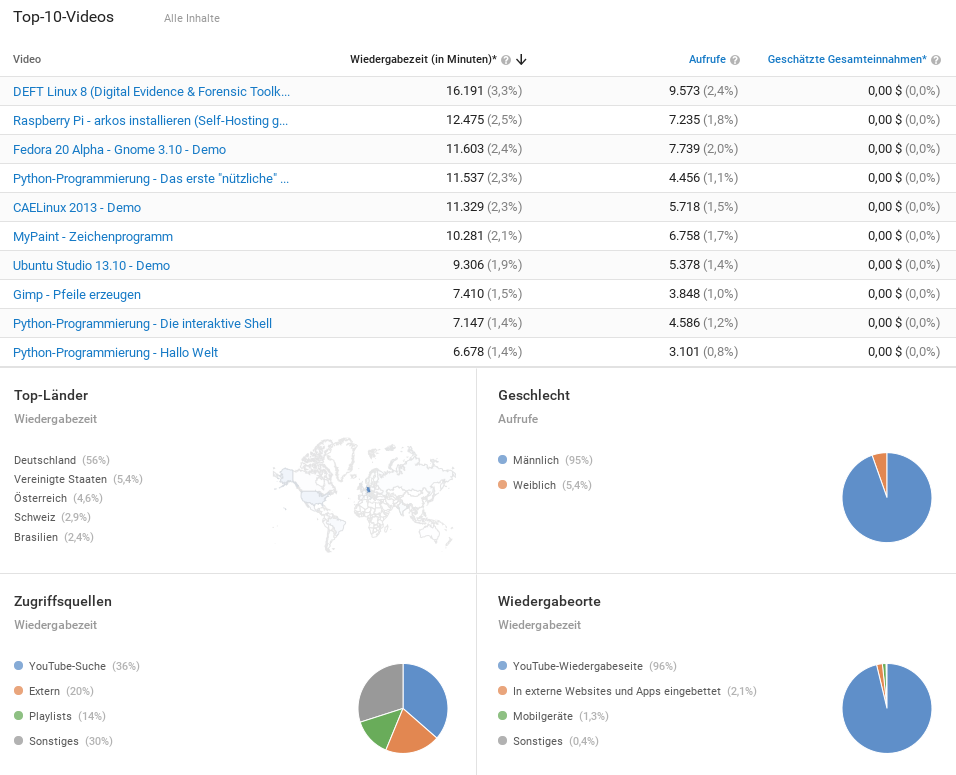 Top-10-Videos Alle Inhalte
Video Wiedergabezeit (in Minuten)* ? Aufrufe ? Geschätzte Gesamteinnahmen* ?
DEFT Linux 8 (Digital Evidence & Forensic Toolk... 16.191 (3,3%) 9.573 (2,4%) 0,00 $ (0,0%)
Raspberry Pi - arkos installieren (Self-Hosting g... 12.475 (2,5%) 7.235 (1,8%) 0,00 $ (0,0%)
Fedora 20 Alpha - Gnome 3.10 - Demo 11.603 (2,4%) 7.739 (2,0%) 0,00 $ (0,0%)
Python-Programmierung - Das erste "nützliche" ... 11.537 (2,3%) 4.456 (1,1%) 0,00 $ (0,0%)
CAELinux 2013 - Demo 11.329 (2,3%) 5.718 (1,5%) 0,00 $ (0,0%)
MyPaint - Zeichenprogramm 10.281 (2,1%) 6.758 (1,7%) 0,00 $ (0,0%)
Ubuntu Studio 13.10 - Demo 9.306 (1,9%) 5.378 (1,4%) 0,00 $ (0,0%)
Gimp - Pfeile erzeugen 7.410 (1,5%) 3.848 (1,0%) 0,00 $ (0,0%)
Python-Programmierung - Die interaktive Shell 7.147 (1,4%) 4.586 (1,2%) 0,00 $ (0,0%)
Python-Programmierung - Hallo Welt 6.678 (1,4%) 3.101 (0,8%) 0,00 $ (0,0%)
Top-Länder
Wiedergabezeit
Deutschland (56%)
Vereinigte Staaten (5,4%)
Österreich (4,6%)
Schweiz (2,9%)
Brasilien (2,4%)
Geschlecht
Aufrufe
Männlich (95%)
Weiblich (5,4%)
Zugriffsquellen
Wiedergabezeit
YouTube-Suche (36%)
Extern (20%)
Playlists (14%)
Sonstiges (30%)
Wiedergabeorte
Wiedergabezeit
YouTube-Wiedergabeseite (96%)
In externe Websites und Apps eingebettet (2,1%)
Mobilgeräte (1,3%)
Sonstiges (0,4%)